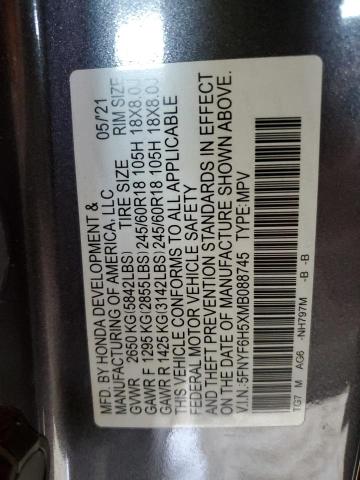 MFD. BY HONDA DEVELOPMENT & 05/'21
MANUFACTURING OF AMERICA, LLC
TIRE SIZE RIM SIZE
GVWR 2650 KG(5842LBS)
GAWR F 1295 KG(2855LBS) 245/60R18 105H 18X8.0J
GAWR R 1425 KG(3142LBS) 245/60R18 105H 18X8.0J
THIS VEHICLE CONFORMS TO ALL APPLICABLE
FEDERAL MOTOR VEHICLE SAFETY
AND THEFT PREVENTION STANDARDS IN EFFECT
ON THE DATE OF MANUFACTURE SHOWN ABOVE.
V.I.N.:5FNYF6H5XMB088745 TYPE:MPV
TG7 M AG6 -NH797M -B -B